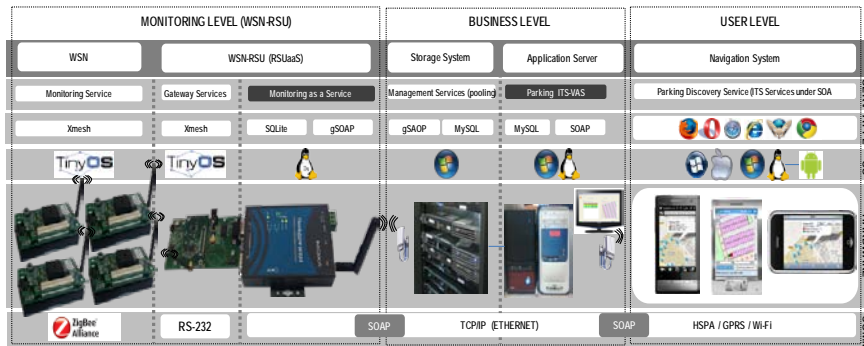 MONITORING LEVEL (WSN-RSU)
BUSINESS LEVEL
USER LEVEL
WSN
WSN-RSU (RSUaaS)
Storage System
Application Server
Navigation System
Monitoring Service
Gateway Services
Monitoring as a Service
Management Services (pooling)
Parking ITS-VAS
Parking Discovery Service (ITS Services under SOA
Xmesh
Xmesh
SQLite
gSOAP
gSAOP
MySQL
MySQL
SOAP
TinyOS
TinyOS
ZigBee
Alliance
RS-232
SOAP
TCP/IP (ETHERNET)
SOAP
HSPA / GPRS / Wi-Fi